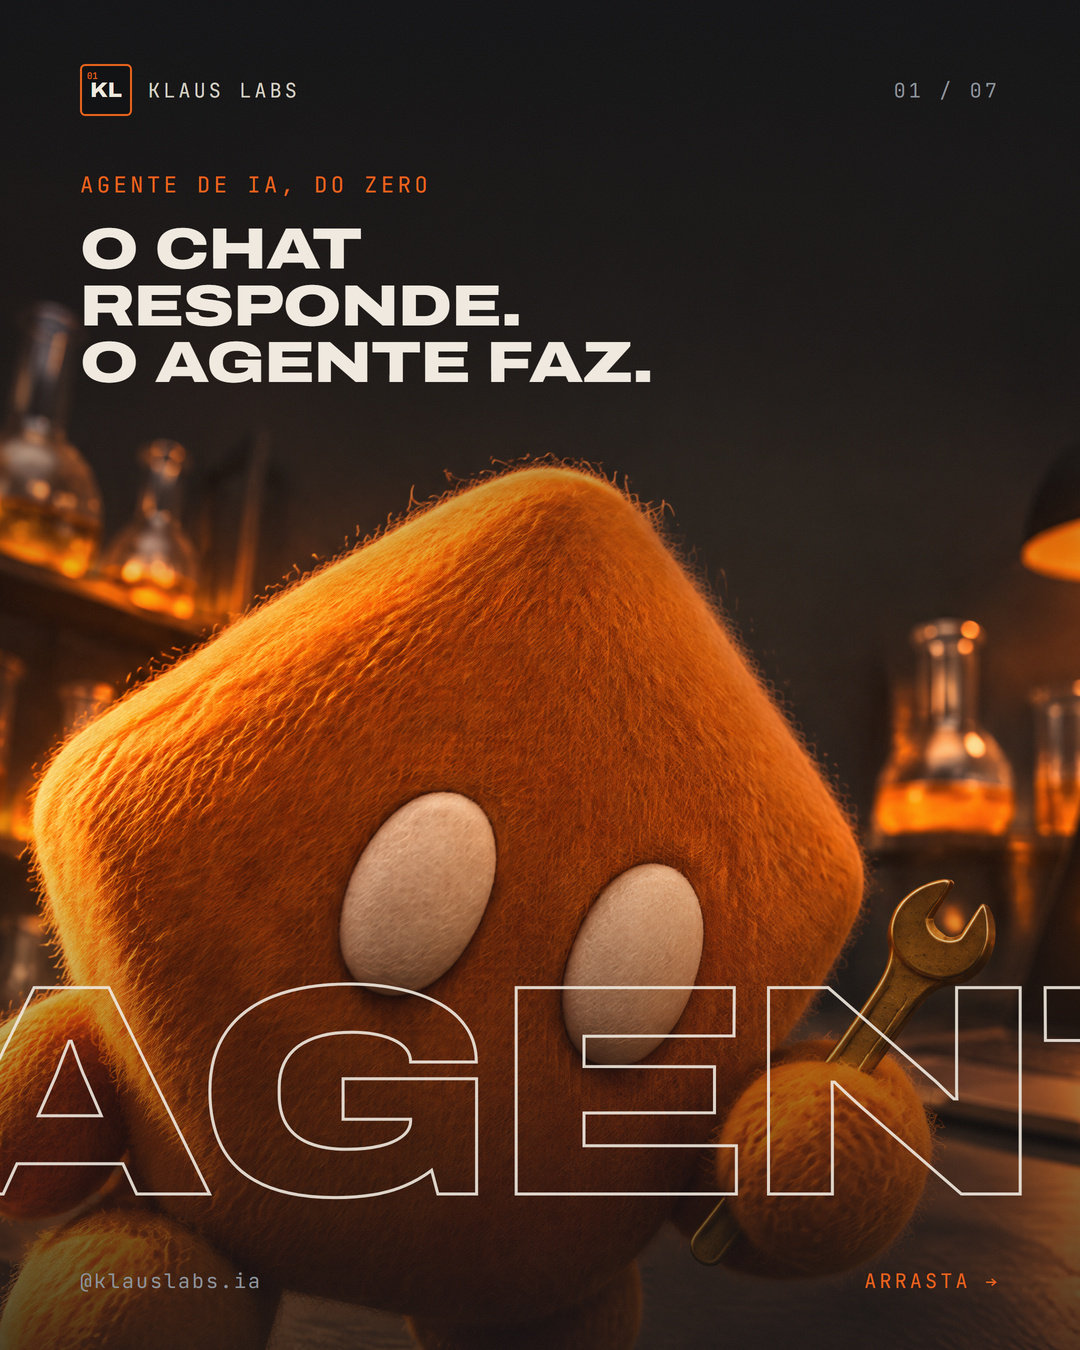 01
KL
KLAUS LABS
01 / 07
AGENTE DE IA, DO ZERO
O CHAT
RESPONDE.
O AGENTE FAZ.
AGENT
@klauslabs.ia
ARRASTA →